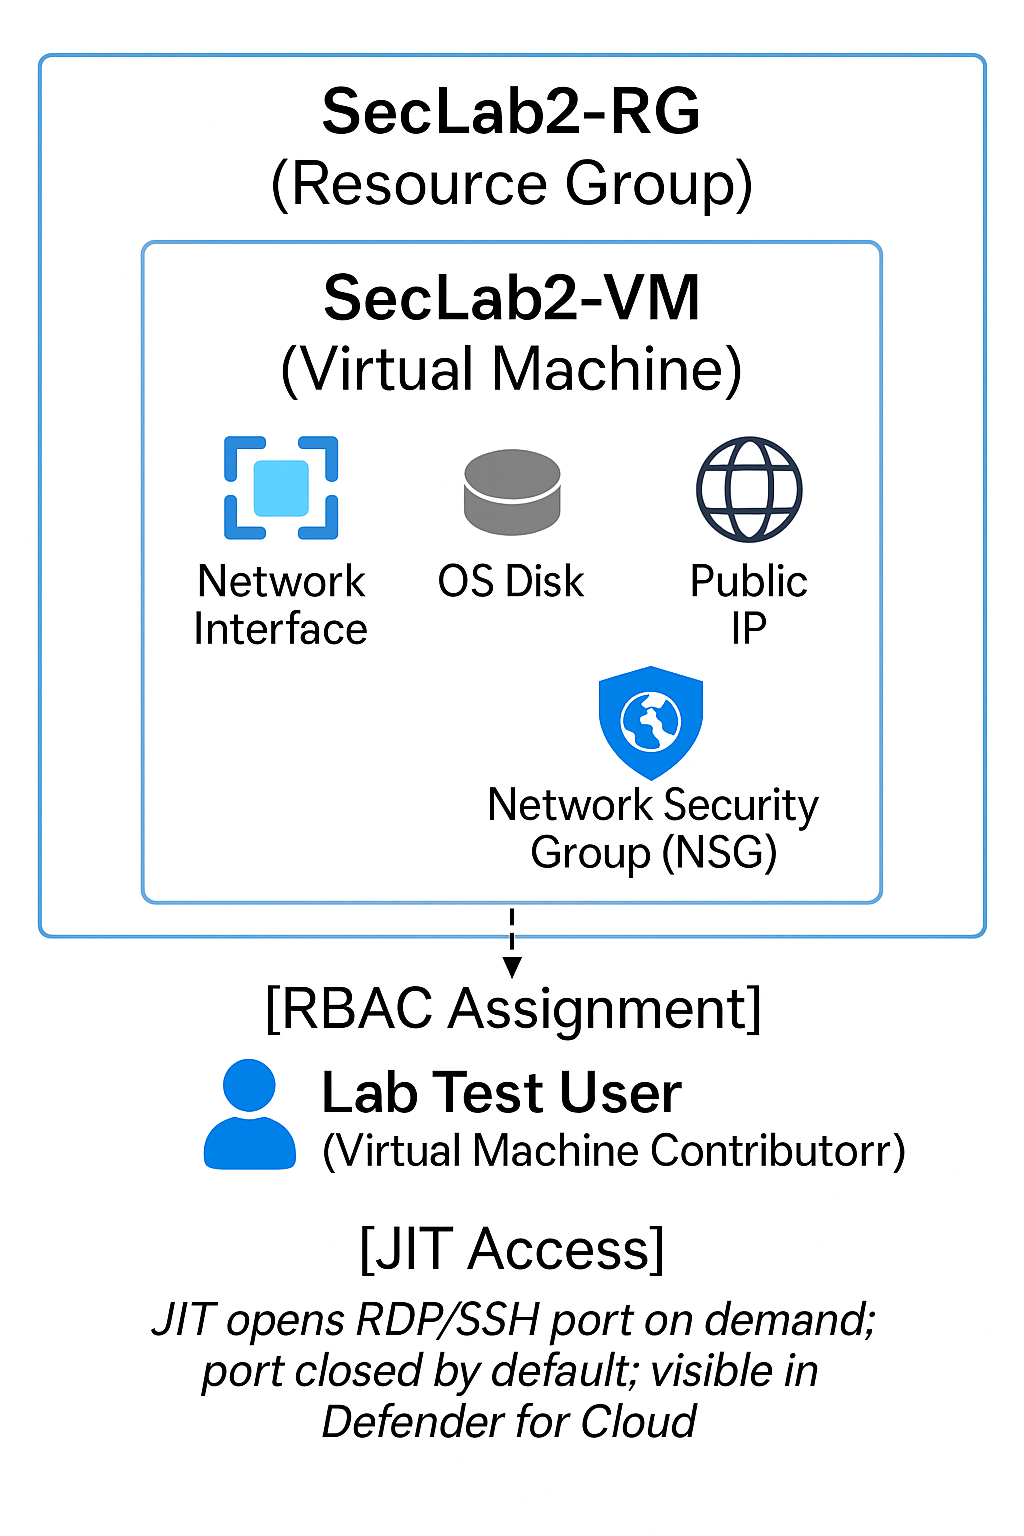 SecLab2-RG
(Resource Group)
SecLab2-VM
(Virtual Machine)
Network
Interface
OS Disk
Public
IP
Network Security
Group (NSG)
[RBAC Assignment]
Lab Test User
(Virtual Machine Contributorr)
[JIT Access]
JIT opens RDP/SSH port on demand;
port closed by default; visible in
Defender for Cloud